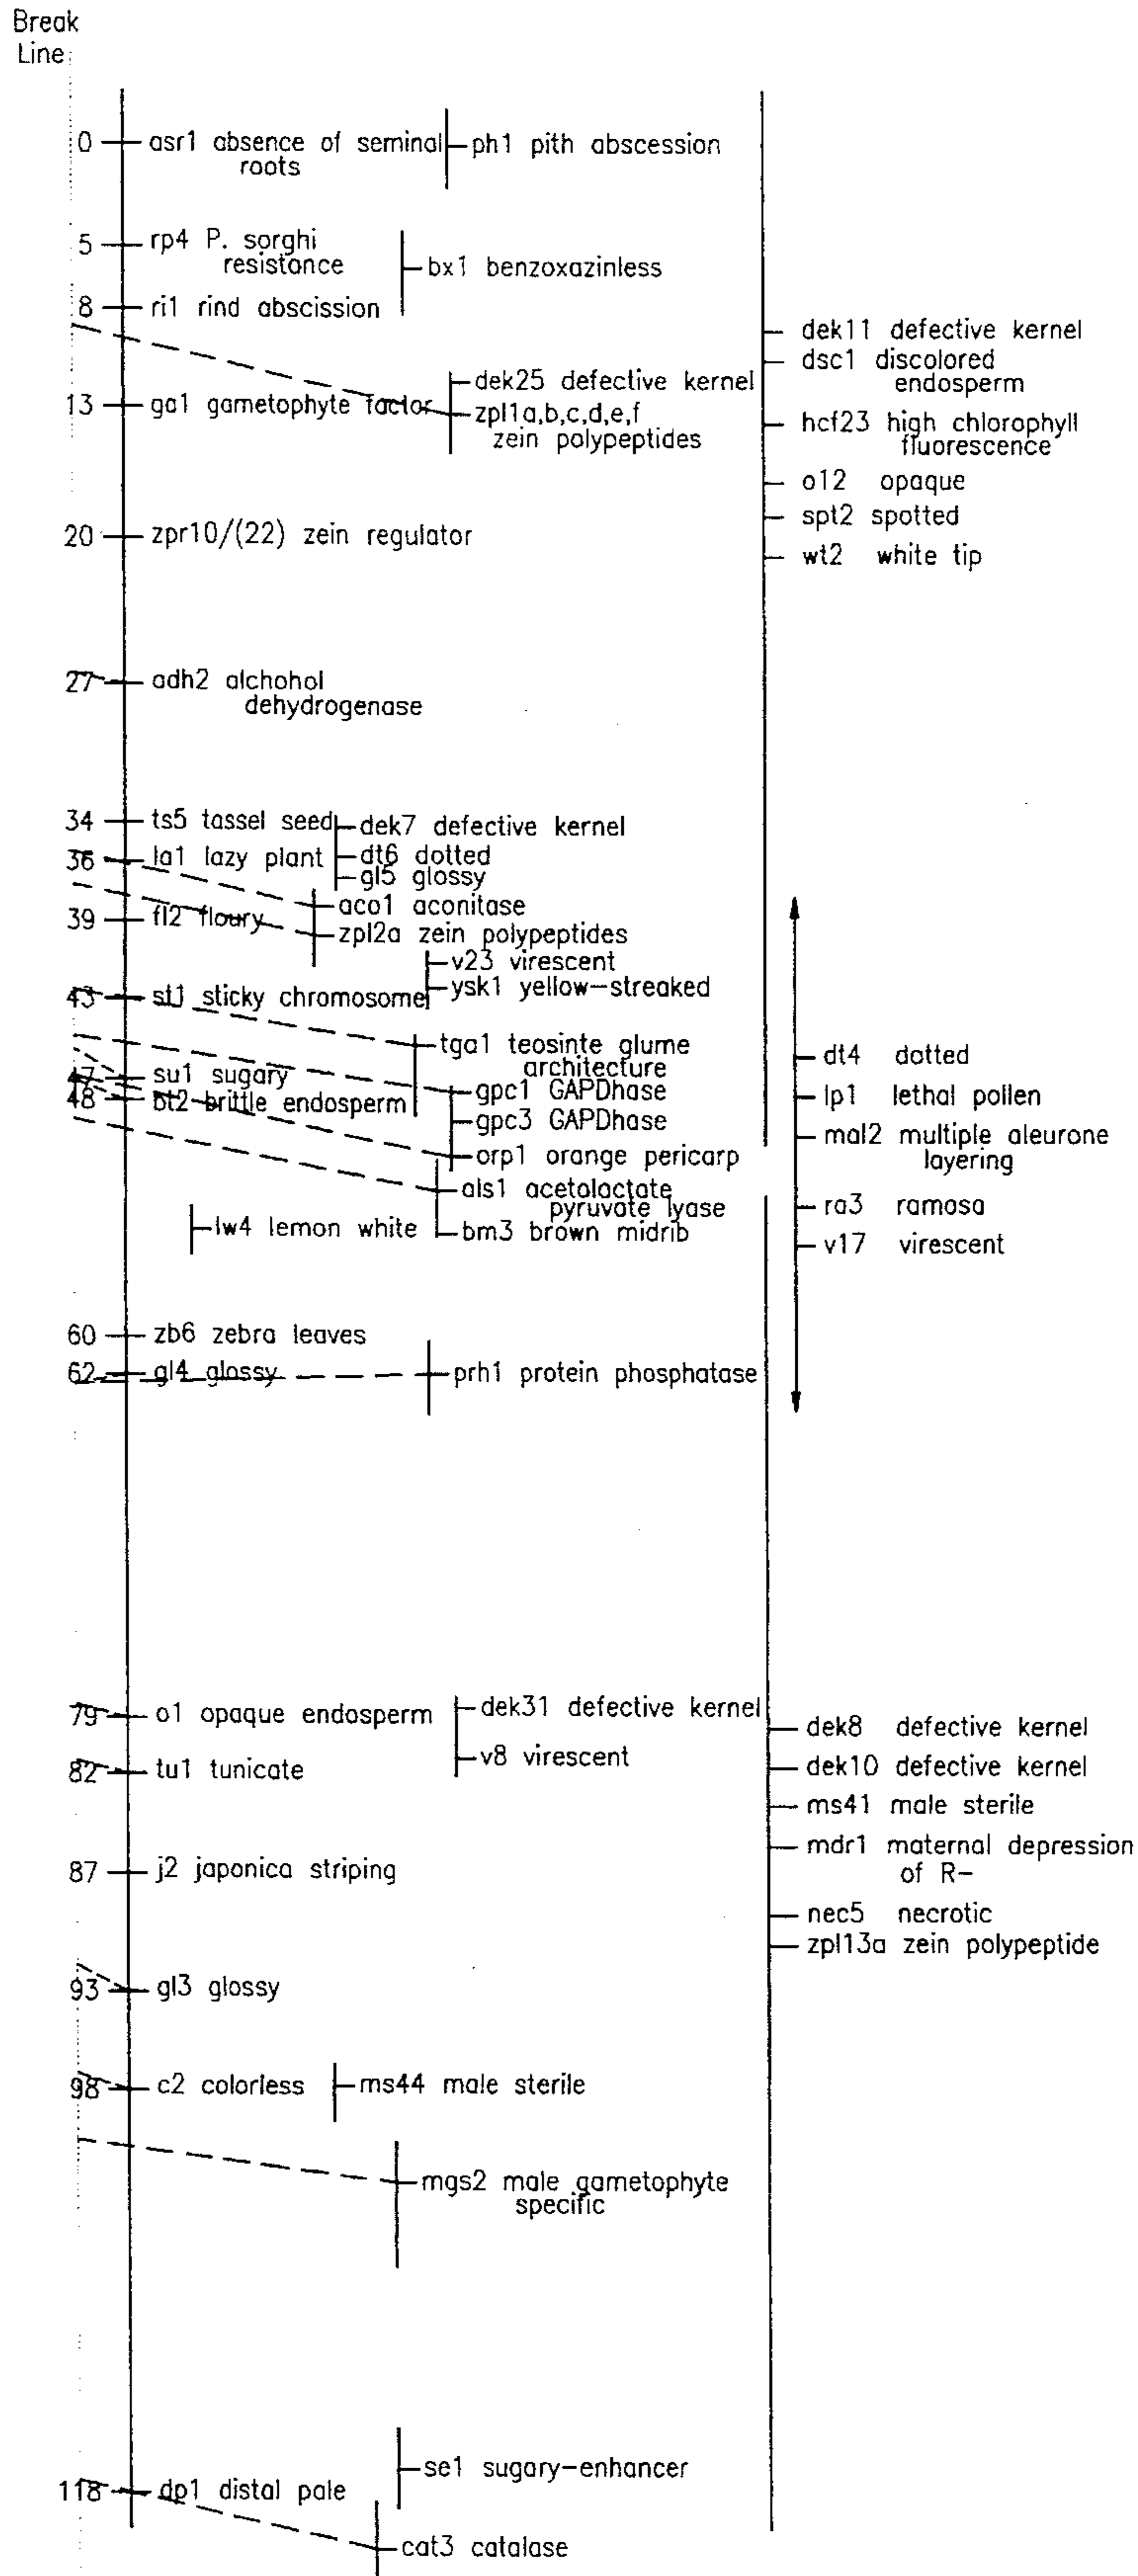 Break
Line
0 asr1 absence of seminal ph1 pith abscession
roots
5 rp4 P. sorghi
resistance
bx1 benzoxazinless
8 ri1 rind abscission
dek11 defective kernel
dsc1 discolored
endosperm
dek25 defective kernel
13 ga1 gametophyte factor zpl1a,b,c,d,e,f
zein polypeptides
hcf23 high chlorophyll
fluorescence
o12 opaque
spt2 spotted
20 zpr10/(22) zein regulator
wt2 white tip
27 adh2 alchohol
dehydrogenase
34 ts5 tassel seed dek7 defective kernel
36 la1 lazy plant dt6 dotted
gl5 glossy
aco1 aconitase
39 fl2 floury
zpl2a zein polypeptides
v23 virescent
ysk1 yellow-streaked
43 st1 sticky chromosome
tga1 teosinte glume
architecture
dt4 dotted
47 su1 sugary
gpc1 GAPDhase
lp1 lethal pollen
48 bt2 brittle endosperm
gpc3 GAPDhase
mal2 multiple aleurone
layering
orp1 orange pericarp
als1 acetolactate
pyruvate lyase
ra3 ramosa
lw4 lemon white bm3 brown midrib
v17 virescent
60 zb6 zebra leaves
62 gl4 glossy prh1 protein phosphatase
79 o1 opaque endosperm dek31 defective kernel
dek8 defective kernel
v8 virescent
82 tu1 tunicate
dek10 defective kernel
ms41 male sterile
mdr1 maternal depression
of R-
87 j2 japonica striping
nec5 necrotic
zpl13a zein polypeptide
93 gl3 glossy
98 c2 colorless ms44 male sterile
mgs2 male gametophyte
specific
se1 sugary-enhancer
118 dp1 distal pale
cat3 catalase